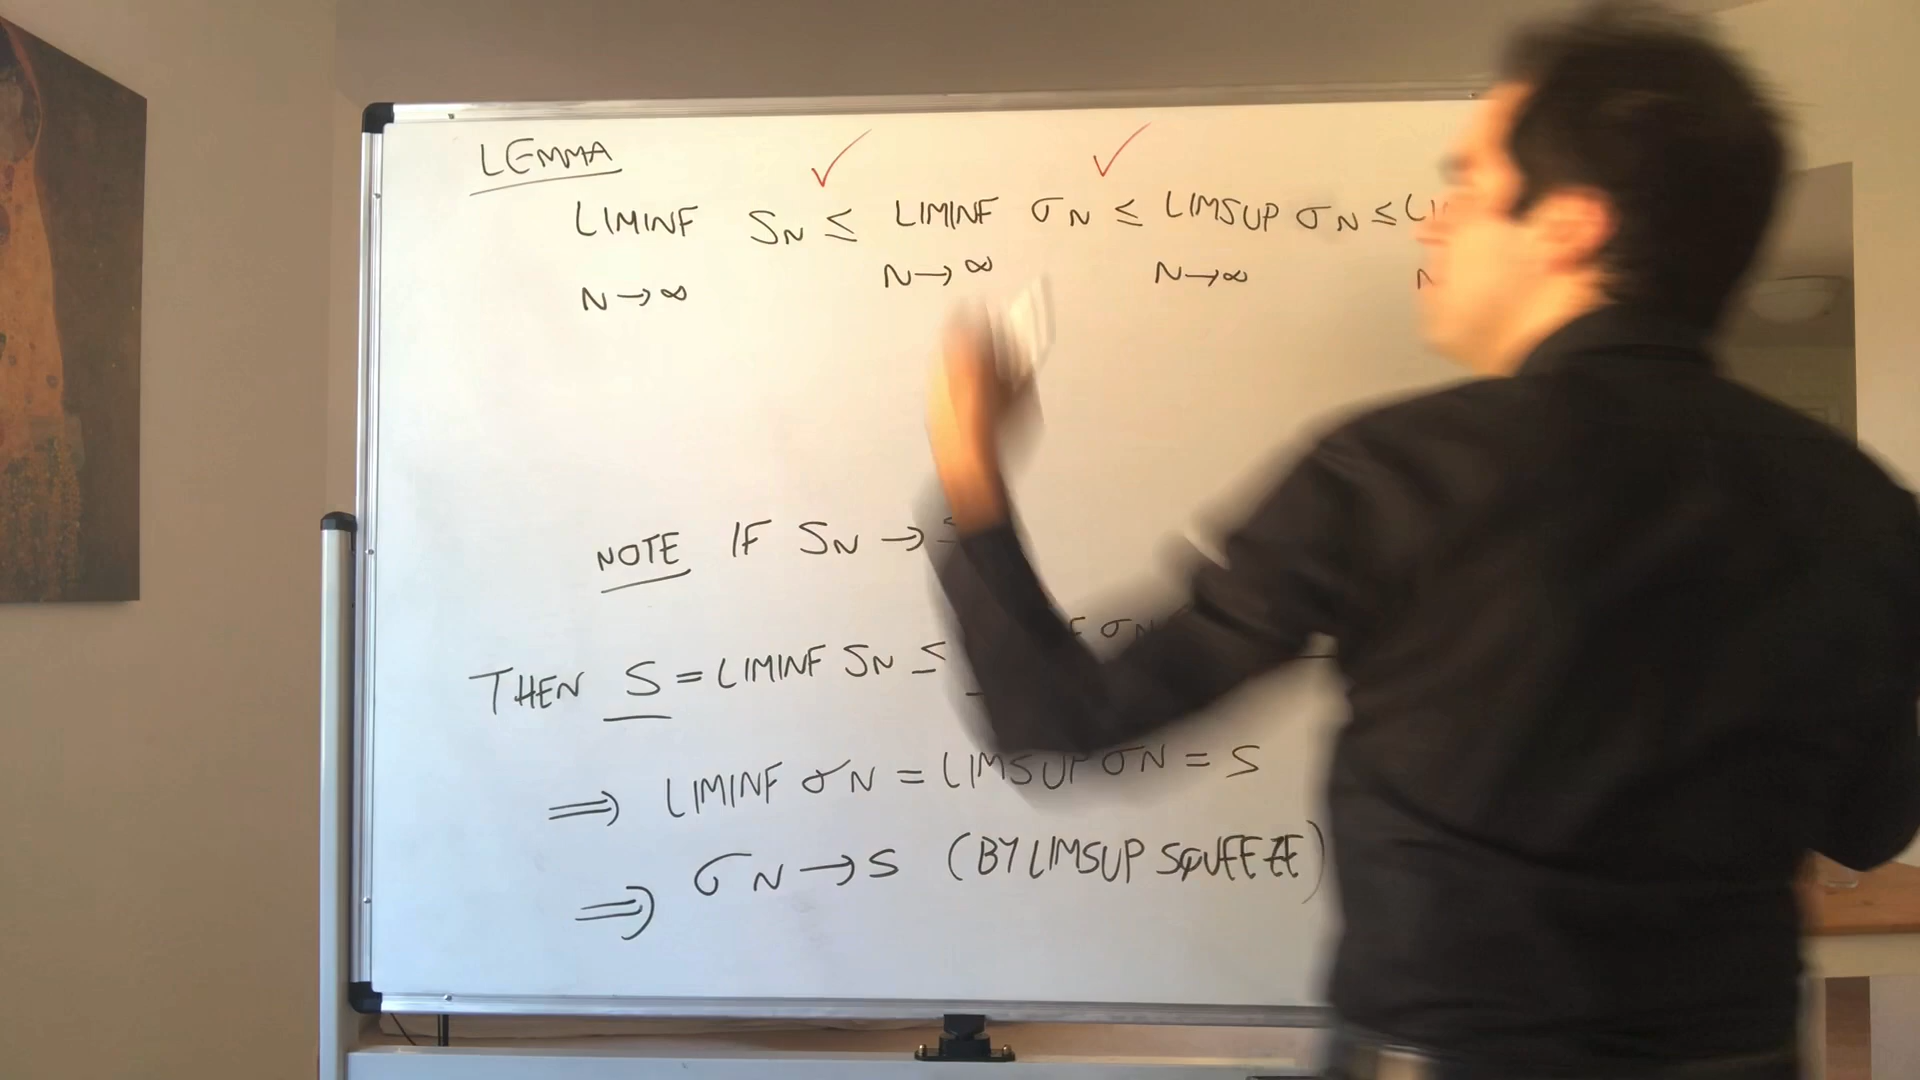 LEMMA
LIMINF SN ≤ LIMINF σN ≤ LIMSUP σN ≤
N→∞ N→∞ N→∞ N
NOTE IF SN →
THEN S = LIMINF SN ≤ σN
⟹ LIMINF σN = LIMSUP σN = S
⟹ σN → S (BY LIMSUP SQUEEZE)